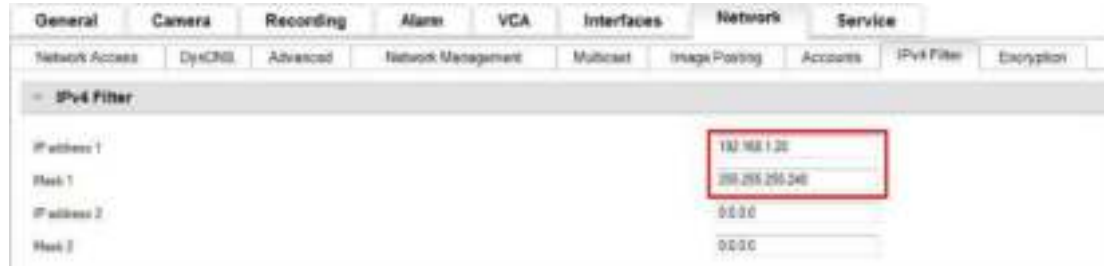 General Camera Recording Alarm VCA Interfaces Network Service
Network Access DynDNS Advanced Network Management Multicast Image Posting Accounts IPv4 Filter Encryption
IPv4 Filter
IP address 1 192.168.1.20
Mask 1 255.255.255.240
IP address 2 0.0.0.0
Mask 2 0.0.0.0